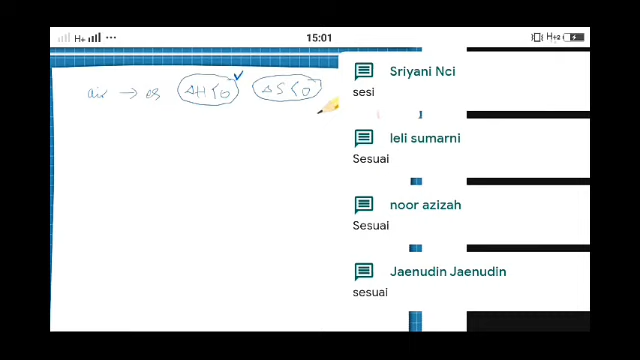 H+ ... 15:01 H+
air → es ΔH<0 ✓ ΔS<0
Sriyani Nci
sesi
leli sumarni
Sesuai
noor azizah
Sesuai
Jaenudin Jaenudin
sesuai